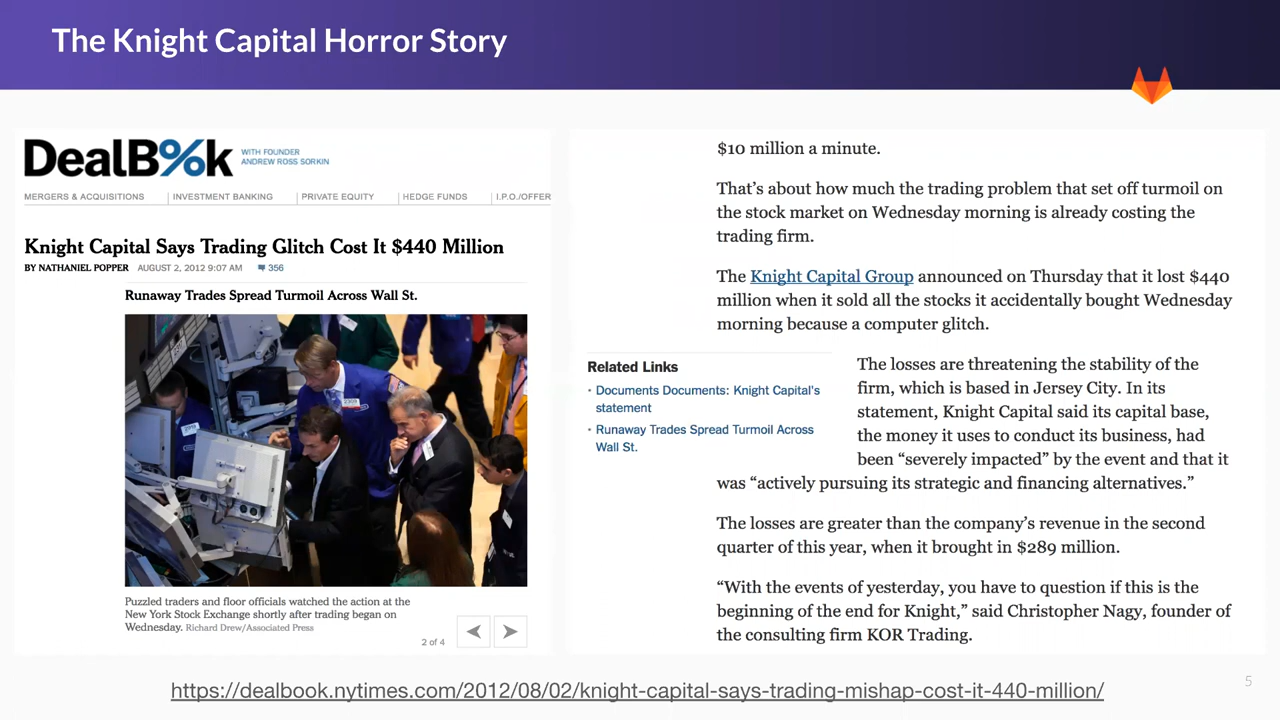 The Knight Capital Horror Story
DealB%k
WITH FOUNDER
ANDREW ROSS SORKIN
MERGERS & ACQUISITIONS
INVESTMENT BANKING
PRIVATE EQUITY
HEDGE FUNDS
I.P.O./OFFER
Knight Capital Says Trading Glitch Cost It $440 Million
BY NATHANIEL POPPER AUGUST 2, 2012 9:07 AM 356
Runaway Trades Spread Turmoil Across Wall St.
Puzzled traders and floor officials watched the action at the
New York Stock Exchange shortly after trading began on
Wednesday. Richard Drew/Associated Press
2 of 4
$10 million a minute.
That’s about how much the trading problem that set off turmoil on
the stock market on Wednesday morning is already costing the
trading firm.
The Knight Capital Group announced on Thursday that it lost $440
million when it sold all the stocks it accidentally bought Wednesday
morning because a computer glitch.
Related Links
Documents Documents: Knight Capital's
statement
Runaway Trades Spread Turmoil Across
Wall St.
The losses are threatening the stability of the
firm, which is based in Jersey City. In its
statement, Knight Capital said its capital base,
the money it uses to conduct its business, had
been “severely impacted” by the event and that it
was “actively pursuing its strategic and financing alternatives.”
The losses are greater than the company’s revenue in the second
quarter of this year, when it brought in $289 million.
“With the events of yesterday, you have to question if this is the
beginning of the end for Knight,” said Christopher Nagy, founder of
the consulting firm KOR Trading.
https://dealbook.nytimes.com/2012/08/02/knight-capital-says-trading-mishap-cost-it-440-million/
5